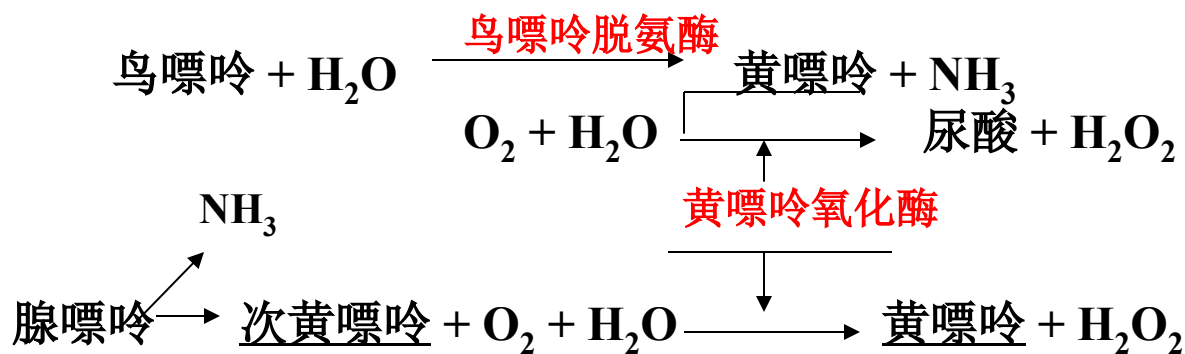 鸟嘌呤脱氨酶
鸟嘌呤 + H₂O 黄嘌呤 + NH₃
O₂ + H₂O 尿酸 + H₂O₂
黄嘌呤氧化酶
NH₃
腺嘌呤 次黄嘌呤 + O₂ + H₂O 黄嘌呤 + H₂O₂